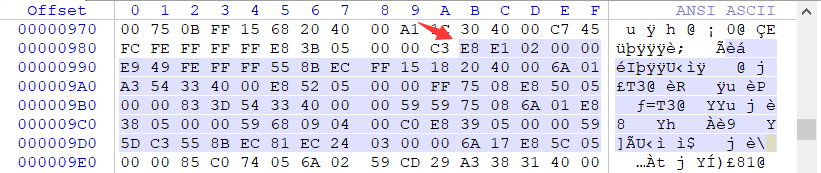 Offset 0 1 2 3 4 5 6 7 8 9 A B C D E F ANSI ASCII
00000970 00 75 0B FF 15 68 20 40 00 A1 1C 30 40 00 C7 45 u ÿ h @ ¡ 0@ ÇE
00000980 FC FE FF FF FF E8 3B 05 00 00 C3 E8 E1 02 00 00 üþÿÿÿè; Ãèá
00000990 E9 49 FE FF FF 55 8B EC FF 15 18 20 40 00 6A 01 éIþÿÿU‹ìÿ @ j
000009A0 A3 54 33 40 00 E8 52 05 00 00 FF 75 08 E8 50 05 £T3@ èR ÿu èP
000009B0 00 00 83 3D 54 33 40 00 00 59 59 75 08 6A 01 E8 ƒ=T3@ YYu j è
000009C0 38 05 00 00 59 68 09 04 00 C0 E8 39 05 00 00 59 8 Yh Àè9 Y
000009D0 5D C3 55 8B EC 81 EC 24 03 00 00 6A 17 E8 5C 05 ]ÃU‹ì ì$ j è\
000009E0 00 00 85 C0 74 05 6A 02 59 CD 29 A3 38 31 40 00 …Àt j YÍ)£81@